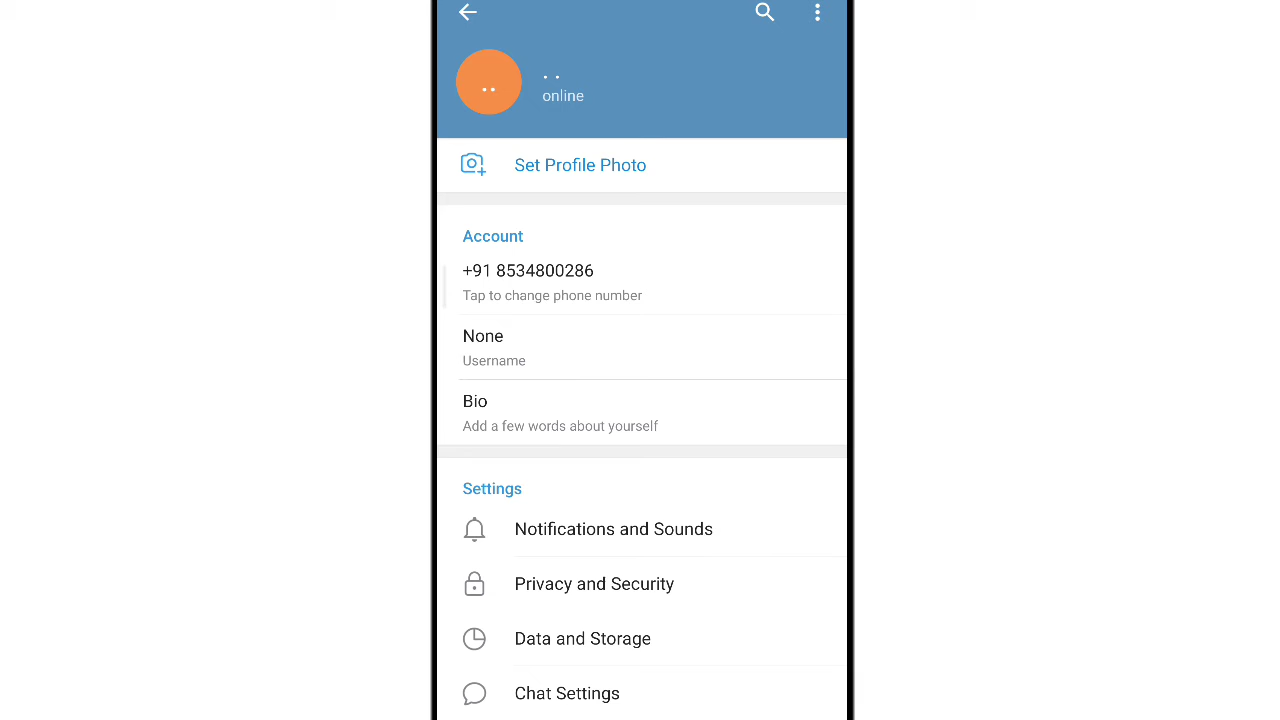 ..
. .
online
Set Profile Photo
Account
+91 8534800286
Tap to change phone number
None
Username
Bio
Add a few words about yourself
Settings
Notifications and Sounds
Privacy and Security
Data and Storage
Chat Settings